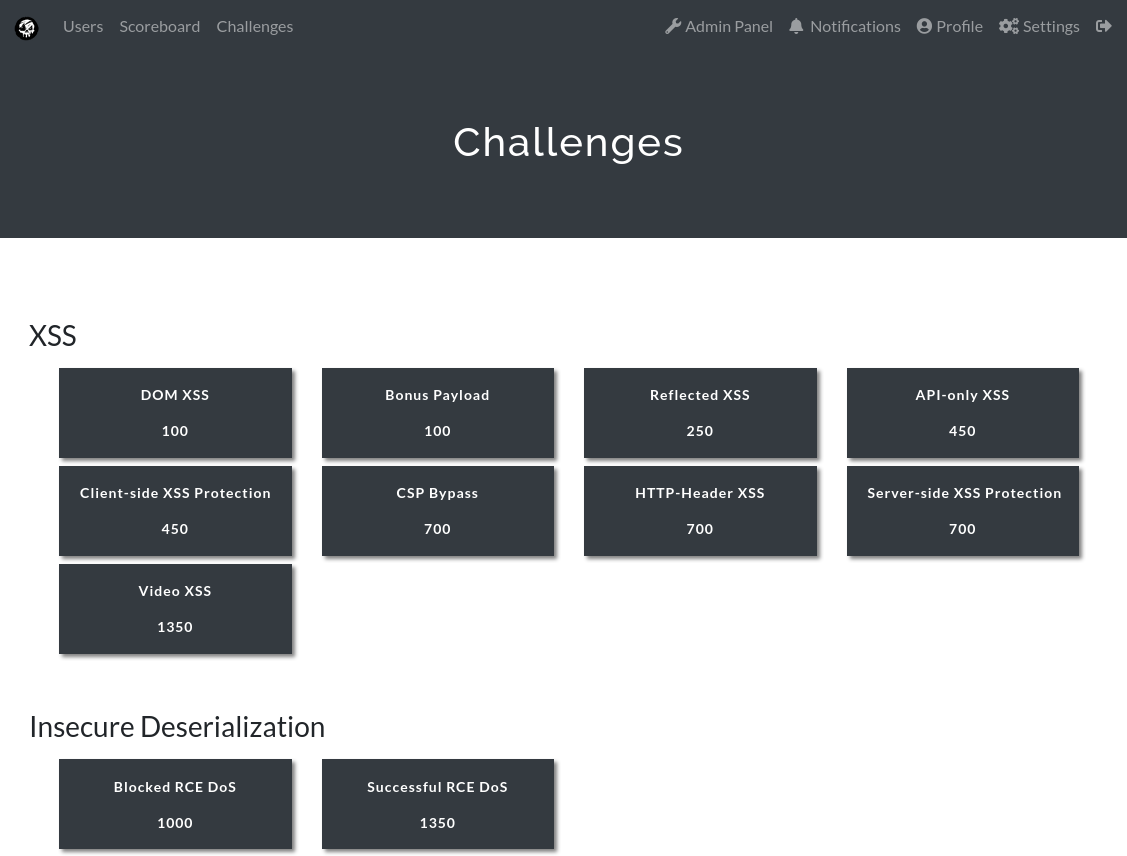 Users Scoreboard Challenges Admin Panel Notifications Profile Settings
Challenges
XSS
DOM XSS
100
Bonus Payload
100
Reflected XSS
250
API-only XSS
450
Client-side XSS Protection
450
CSP Bypass
700
HTTP-Header XSS
700
Server-side XSS Protection
700
Video XSS
1350
Insecure Deserialization
Blocked RCE DoS
1000
Successful RCE DoS
1350